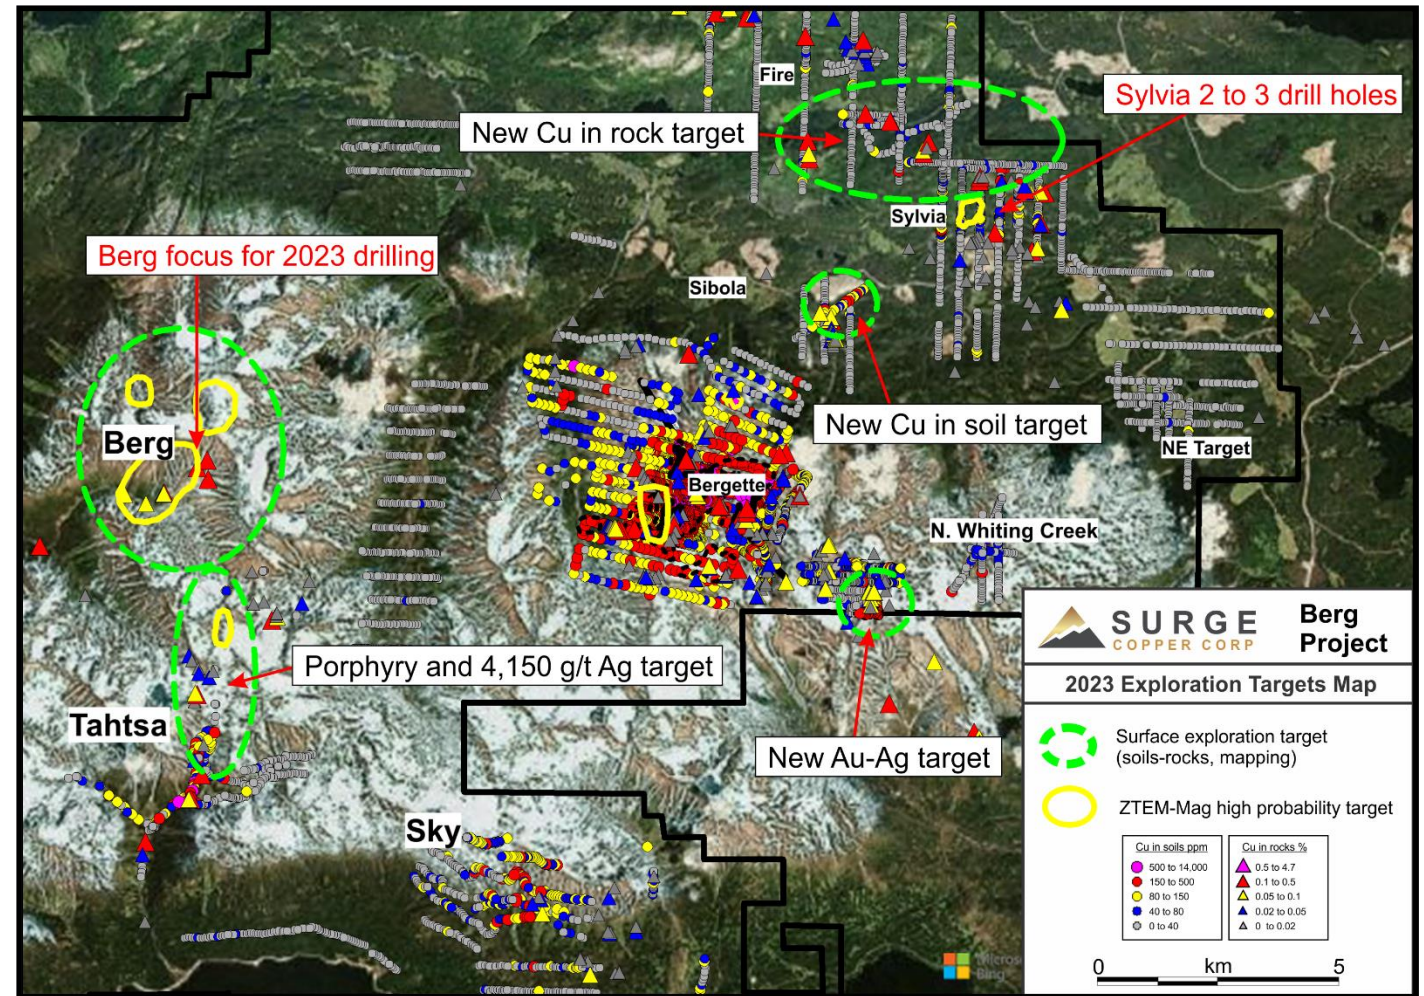 Fire
Sylvia 2 to 3 drill holes
New Cu in rock target
Sylvia
Berg focus for 2023 drilling
Sibola
New Cu in soil target
Berg
NE Target
Bergette
N. Whiting Creek
Porphyry and 4,150 g/t Ag target
Tahtsa
New Au-Ag target
Sky
SURGE
COPPER CORP
Berg
Project
2023 Exploration Targets Map
Surface exploration target
(soils-rocks, mapping)
ZTEM-Mag high probability target
Cu in soils ppm
500 to 14,000
150 to 500
80 to 150
40 to 80
0 to 40
Cu in rocks %
0.5 to 4.7
0.1 to 0.5
0.05 to 0.1
0.02 to 0.05
0 to 0.02
Microso
Bing
0 km 5